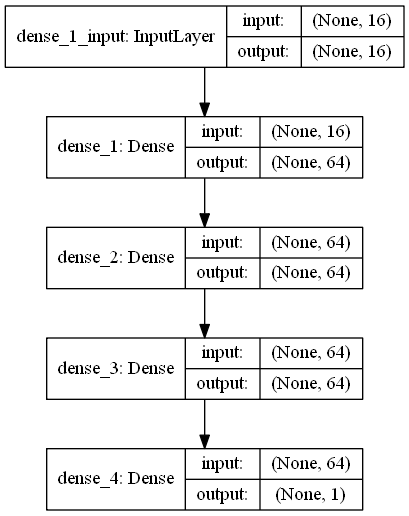 dense_1_input: InputLayer
input: (None, 16)
output: (None, 16)
dense_1: Dense
input: (None, 16)
output: (None, 64)
dense_2: Dense
input: (None, 64)
output: (None, 64)
dense_3: Dense
input: (None, 64)
output: (None, 64)
dense_4: Dense
input: (None, 64)
output: (None, 1)